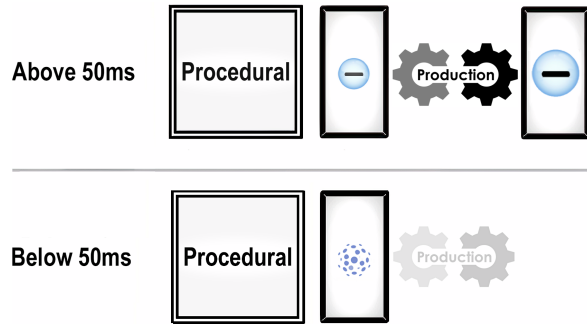 Above 50ms
Procedural
Production
Below 50ms
Procedural
Production